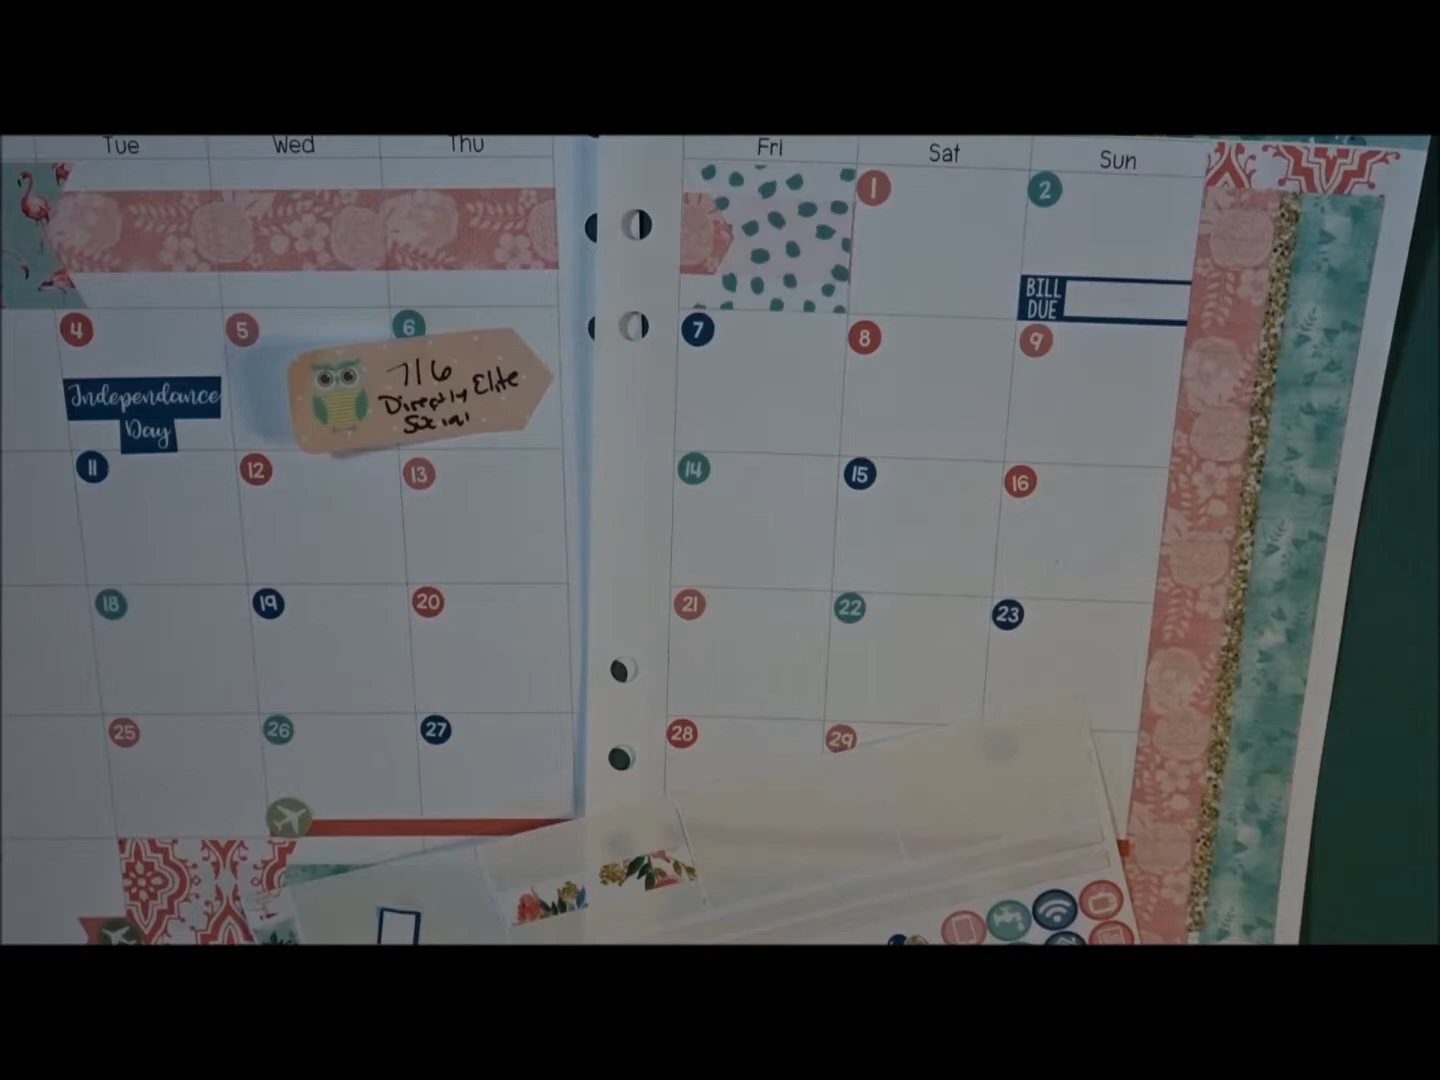 Tue Wed Thu Fri Sat Sun
1 2
BILL
DUE
4 5 6 7 8 9
Independance
Day
7/6
Directly Elite
Social
11 12 13 14 15 16
18 19 20 21 22 23
25 26 27 28 29